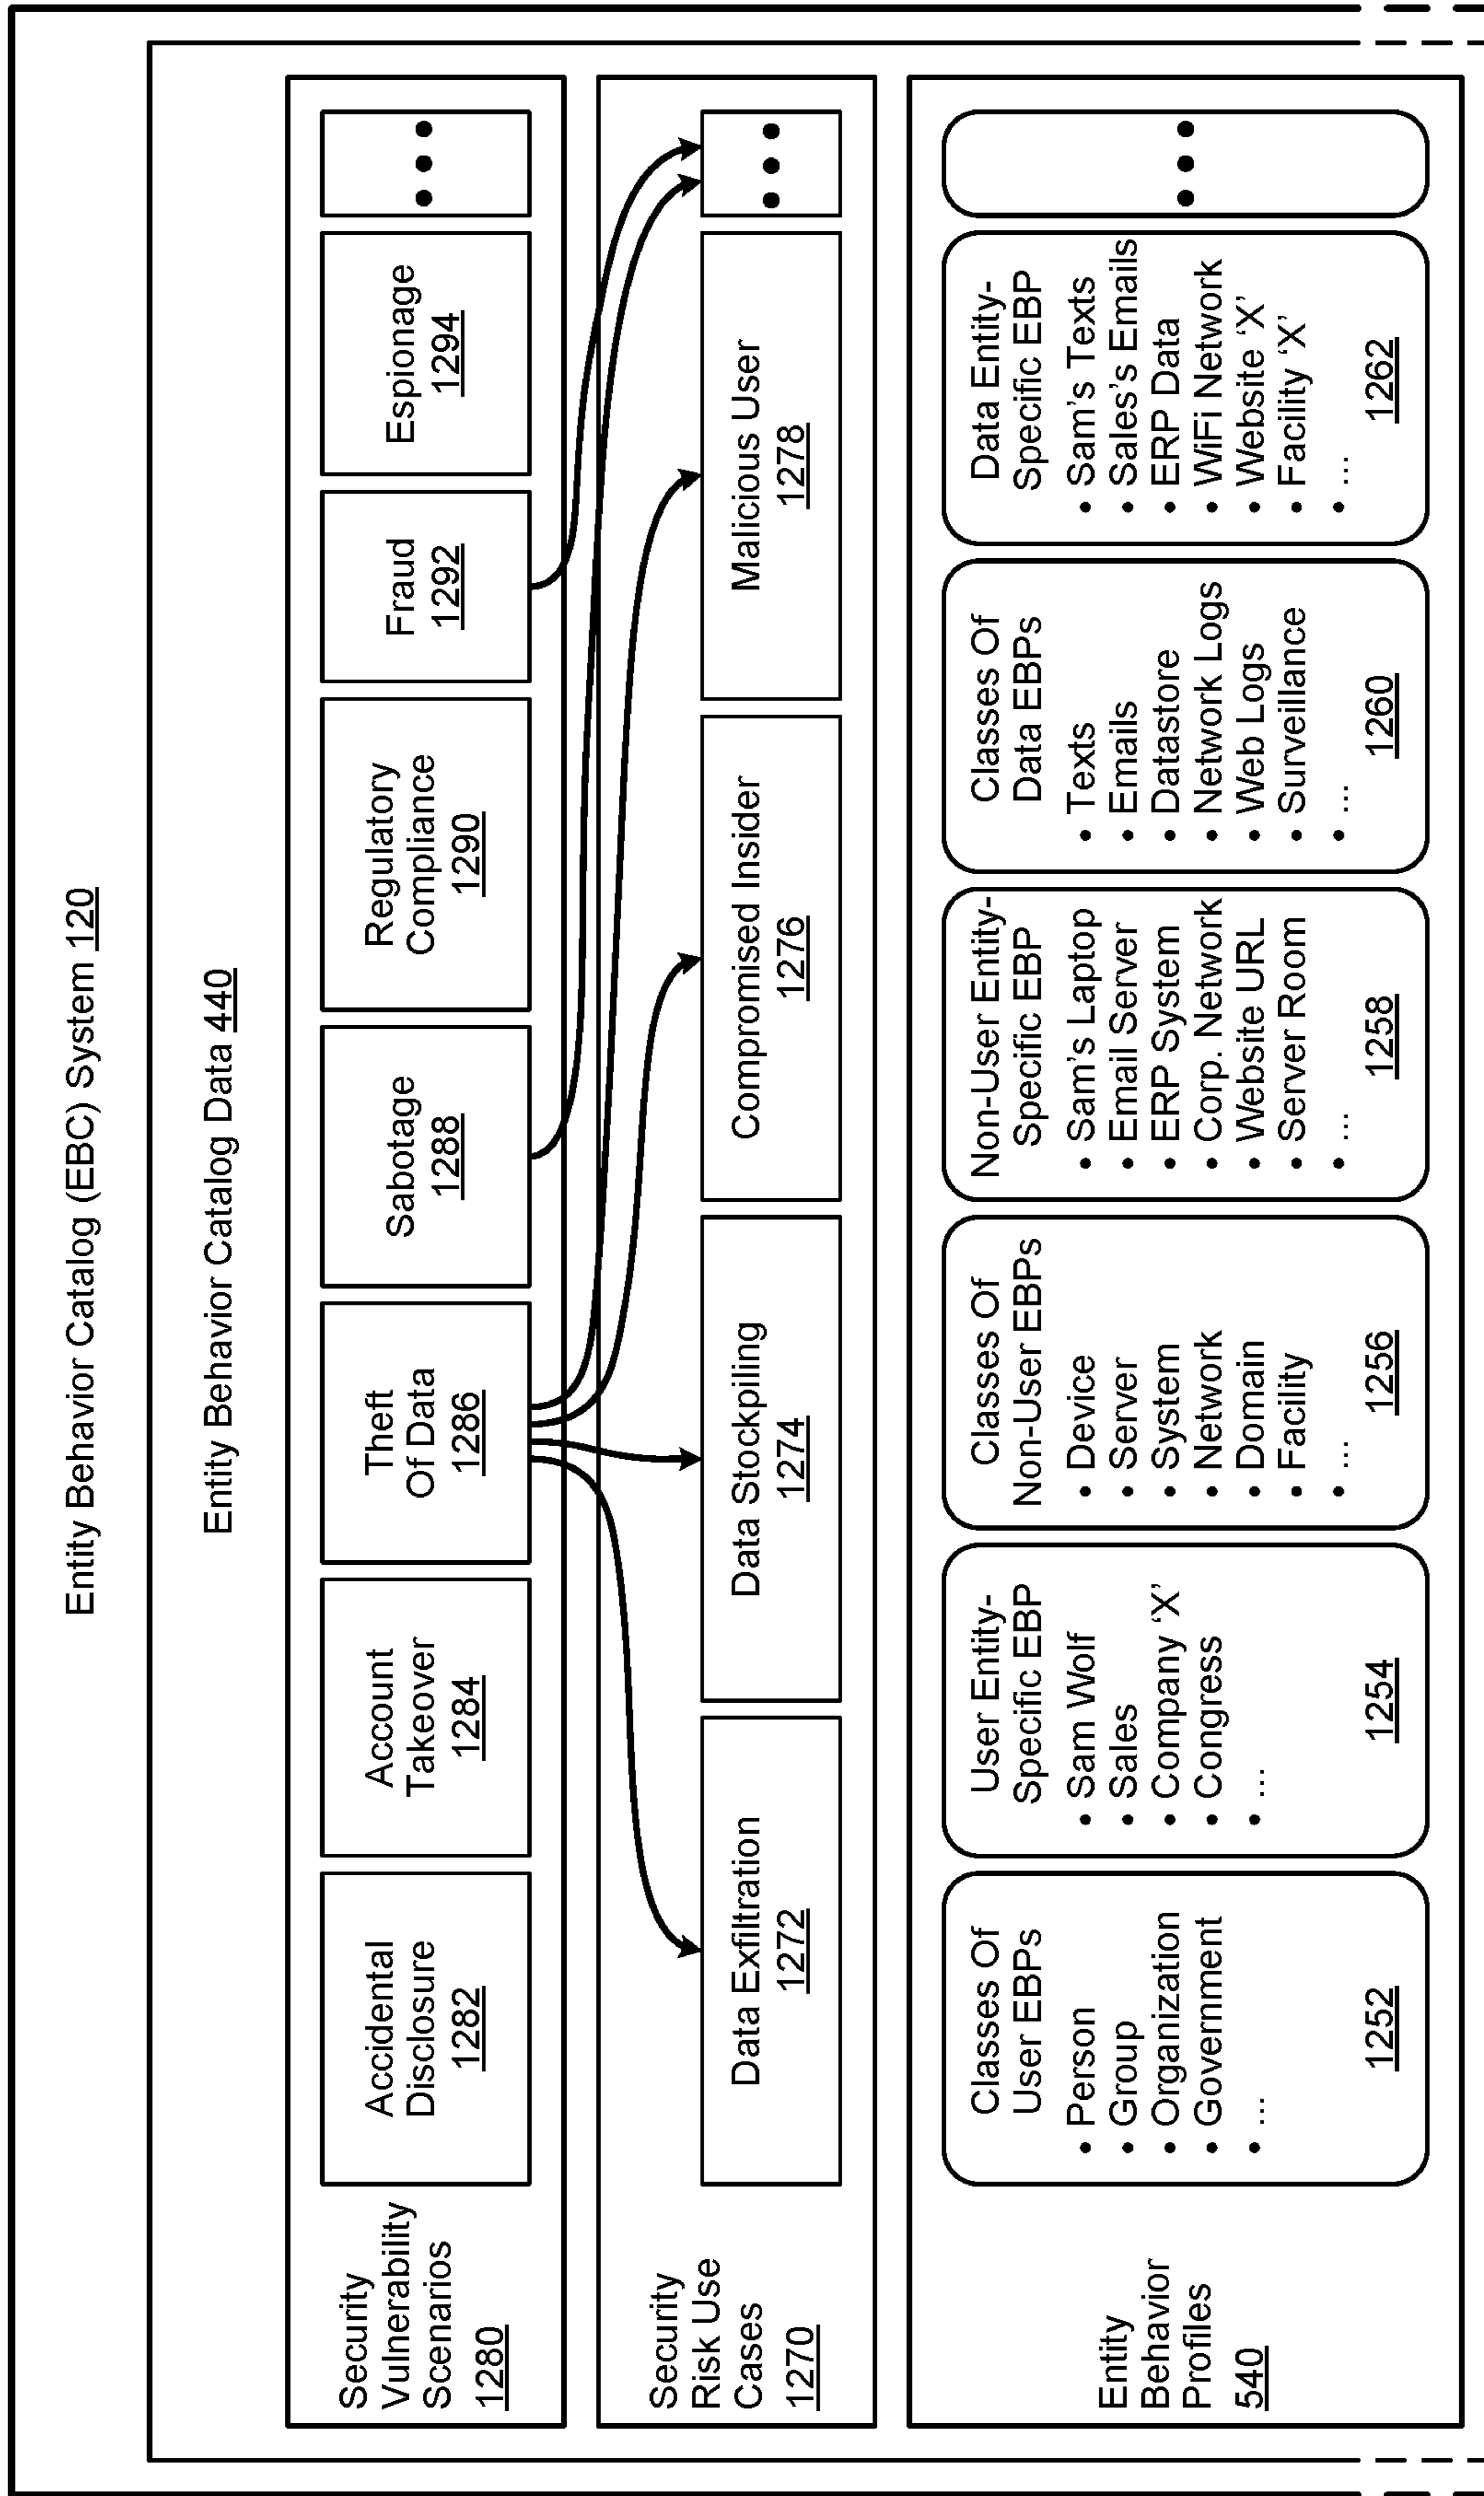 Entity Behavior Catalog (EBC) System 120
Entity Behavior Catalog Data 440
Security
Vulnerability
Scenarios
1280
Accidental
Disclosure
1282
Account
Takeover
1284
Theft
Of Data
1286
Sabotage
1288
Regulatory
Compliance
1290
Fraud
1292
Espionage
1294
• • •
Security
Risk Use
Cases
1270
Data Exfiltration
1272
Data Stockpiling
1274
Compromised Insider
1276
Malicious User
1278
• • •
Entity
Behavior
Profiles
540
Classes Of
User EBPs
• Person
• Group
• Organization
• Government
• ...
1252
User Entity-
Specific EBP
• Sam Wolf
• Sales
• Company ‘X’
• Congress
• ...
1254
Classes Of
Non-User EBPs
• Device
• Server
• System
• Network
• Domain
• Facility
• ...
1256
Non-User Entity-
Specific EBP
• Sam’s Laptop
• Email Server
• ERP System
• Corp. Network
• Website URL
• Server Room
• ...
1258
Classes Of
Data EBPs
• Texts
• Emails
• Datastore
• Network Logs
• Web Logs
• Surveillance
• ...
1260
Data Entity-
Specific EBP
• Sam’s Texts
• Sales’s Emails
• ERP Data
• WiFi Network
• Website ‘X’
• Facility ‘X’
• ...
1262
• • •